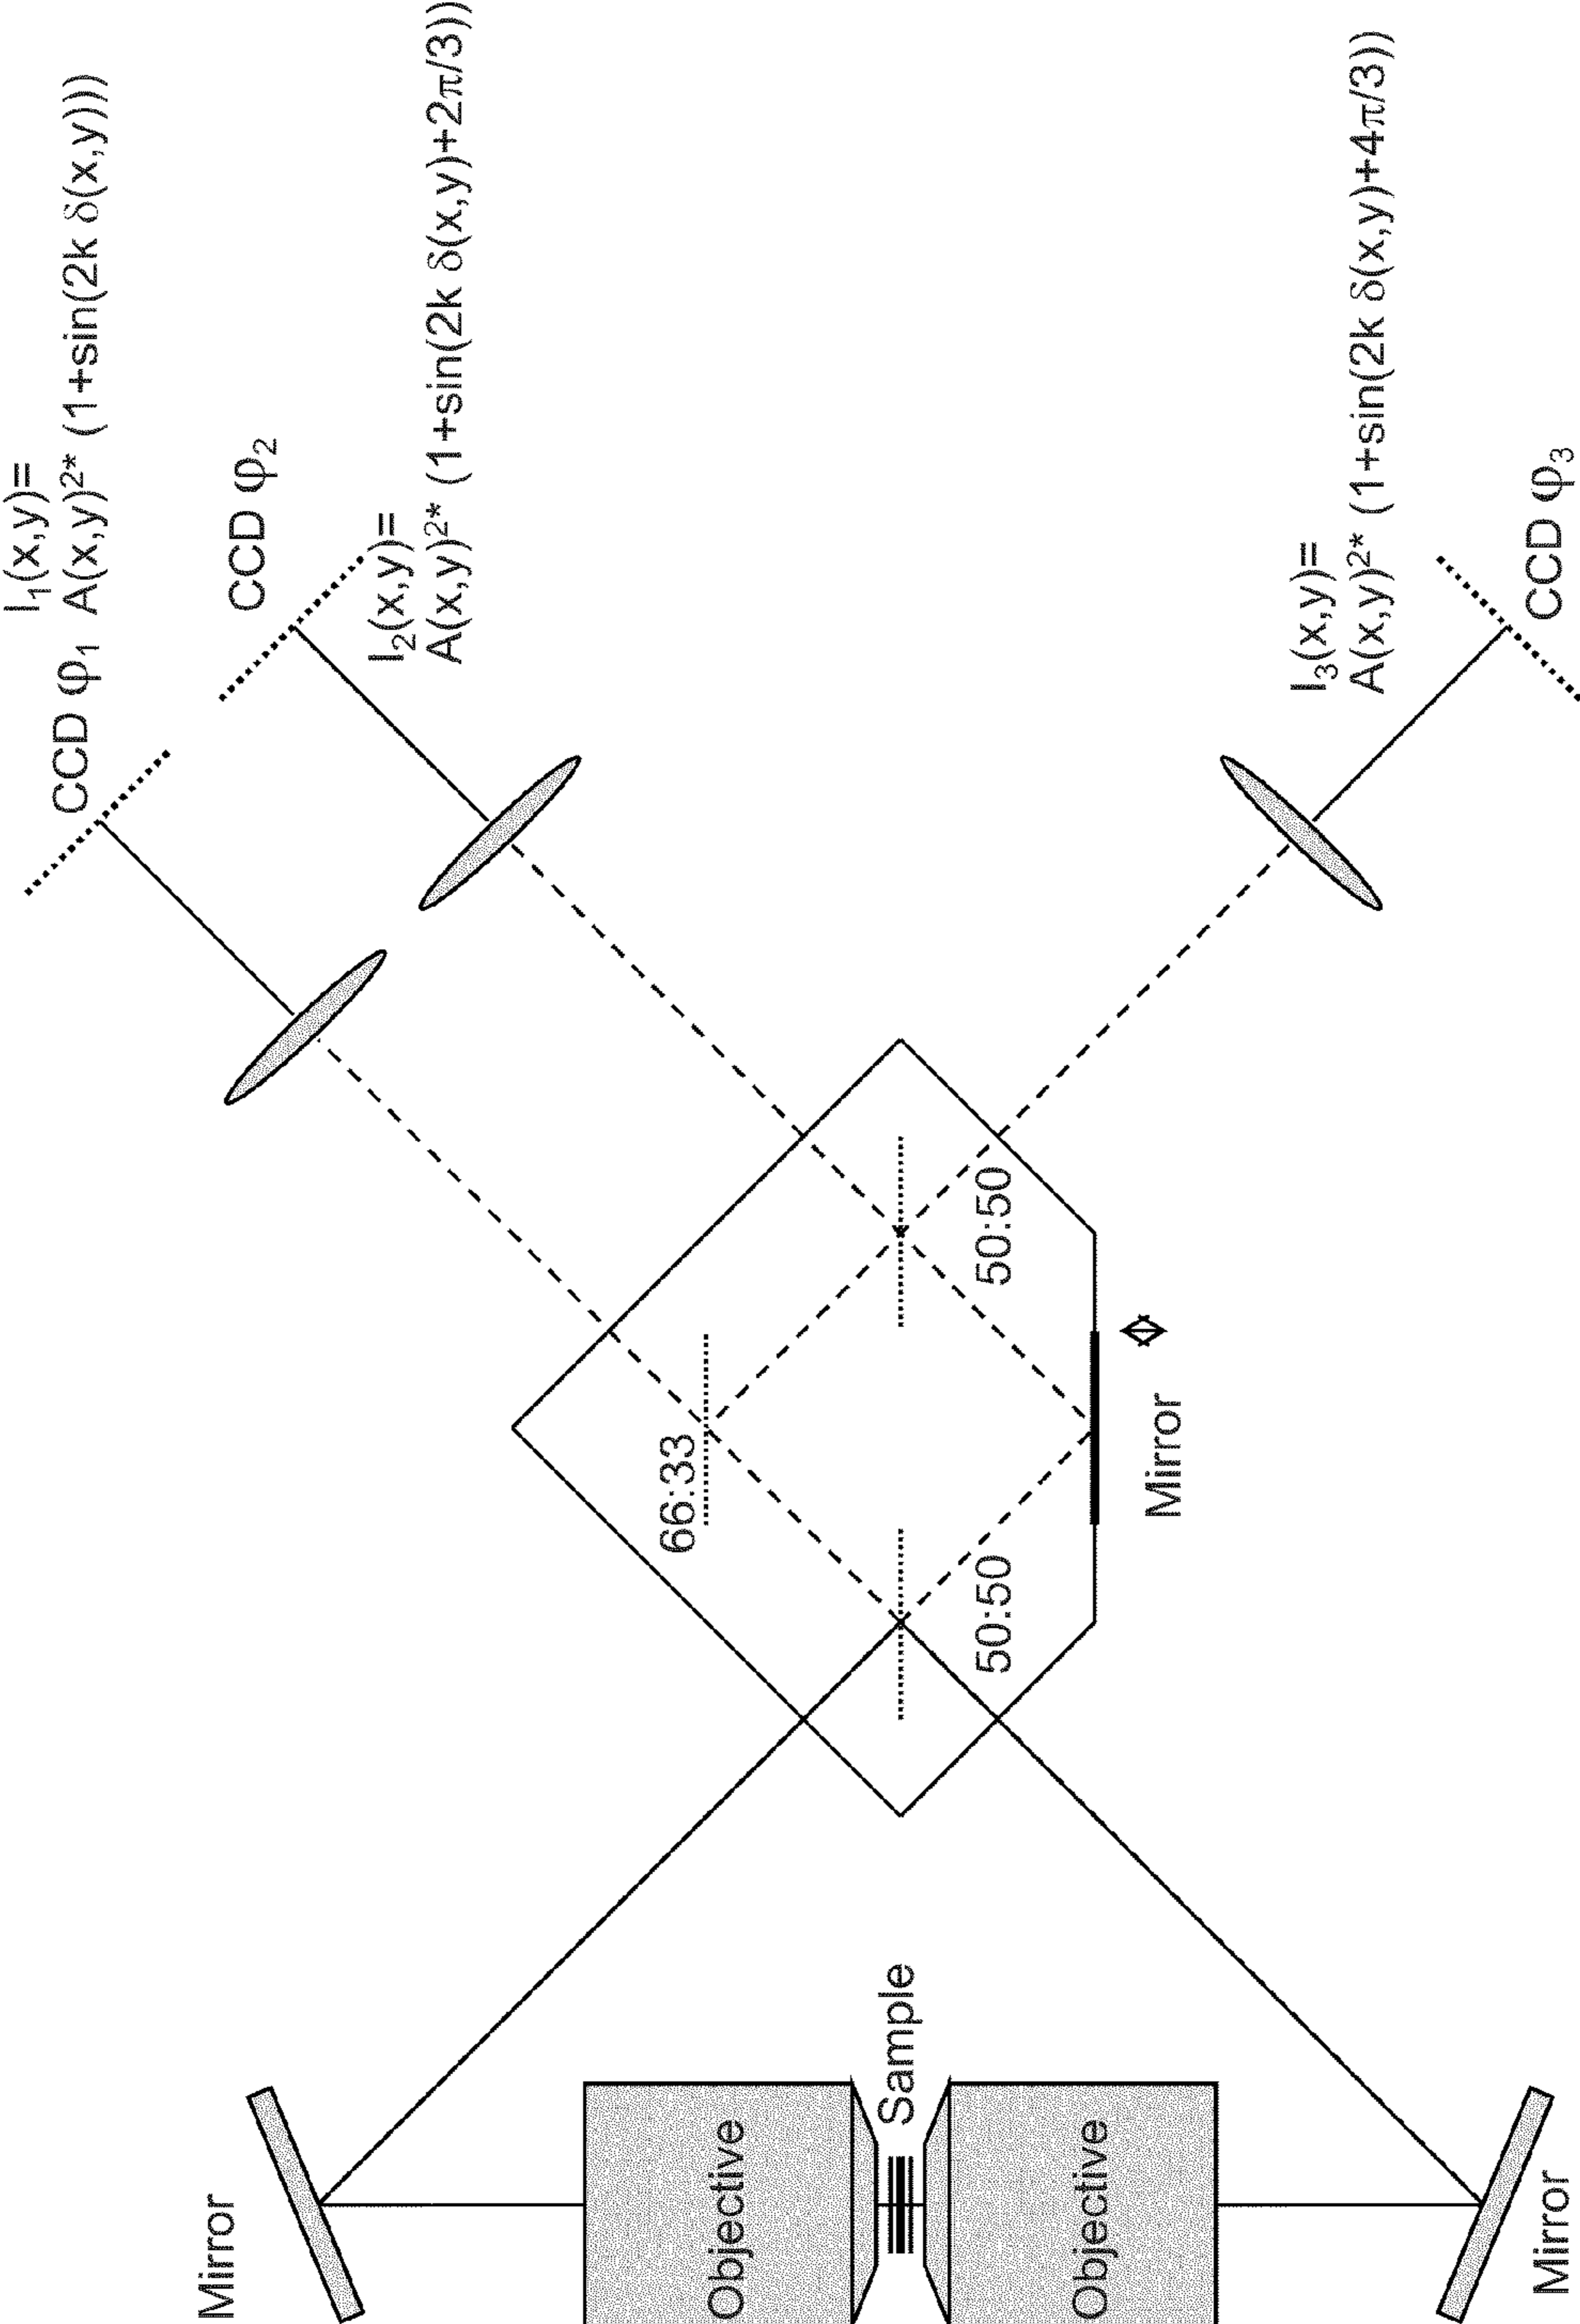 I1(x,y)=
A(x,y)2* (1+sin(2k δ(x,y))))
CCD φ1
CCD φ2
I2(x,y)=
A(x,y)2* (1+sin(2k δ(x,y)+2π/3))
I3(x,y)=
A(x,y)2* (1+sin(2k δ(x,y)+4π/3))
CCD φ3
66:33
50:50
50:50
Mirror
Mirror
Objective
Sample
Objective
Mirror